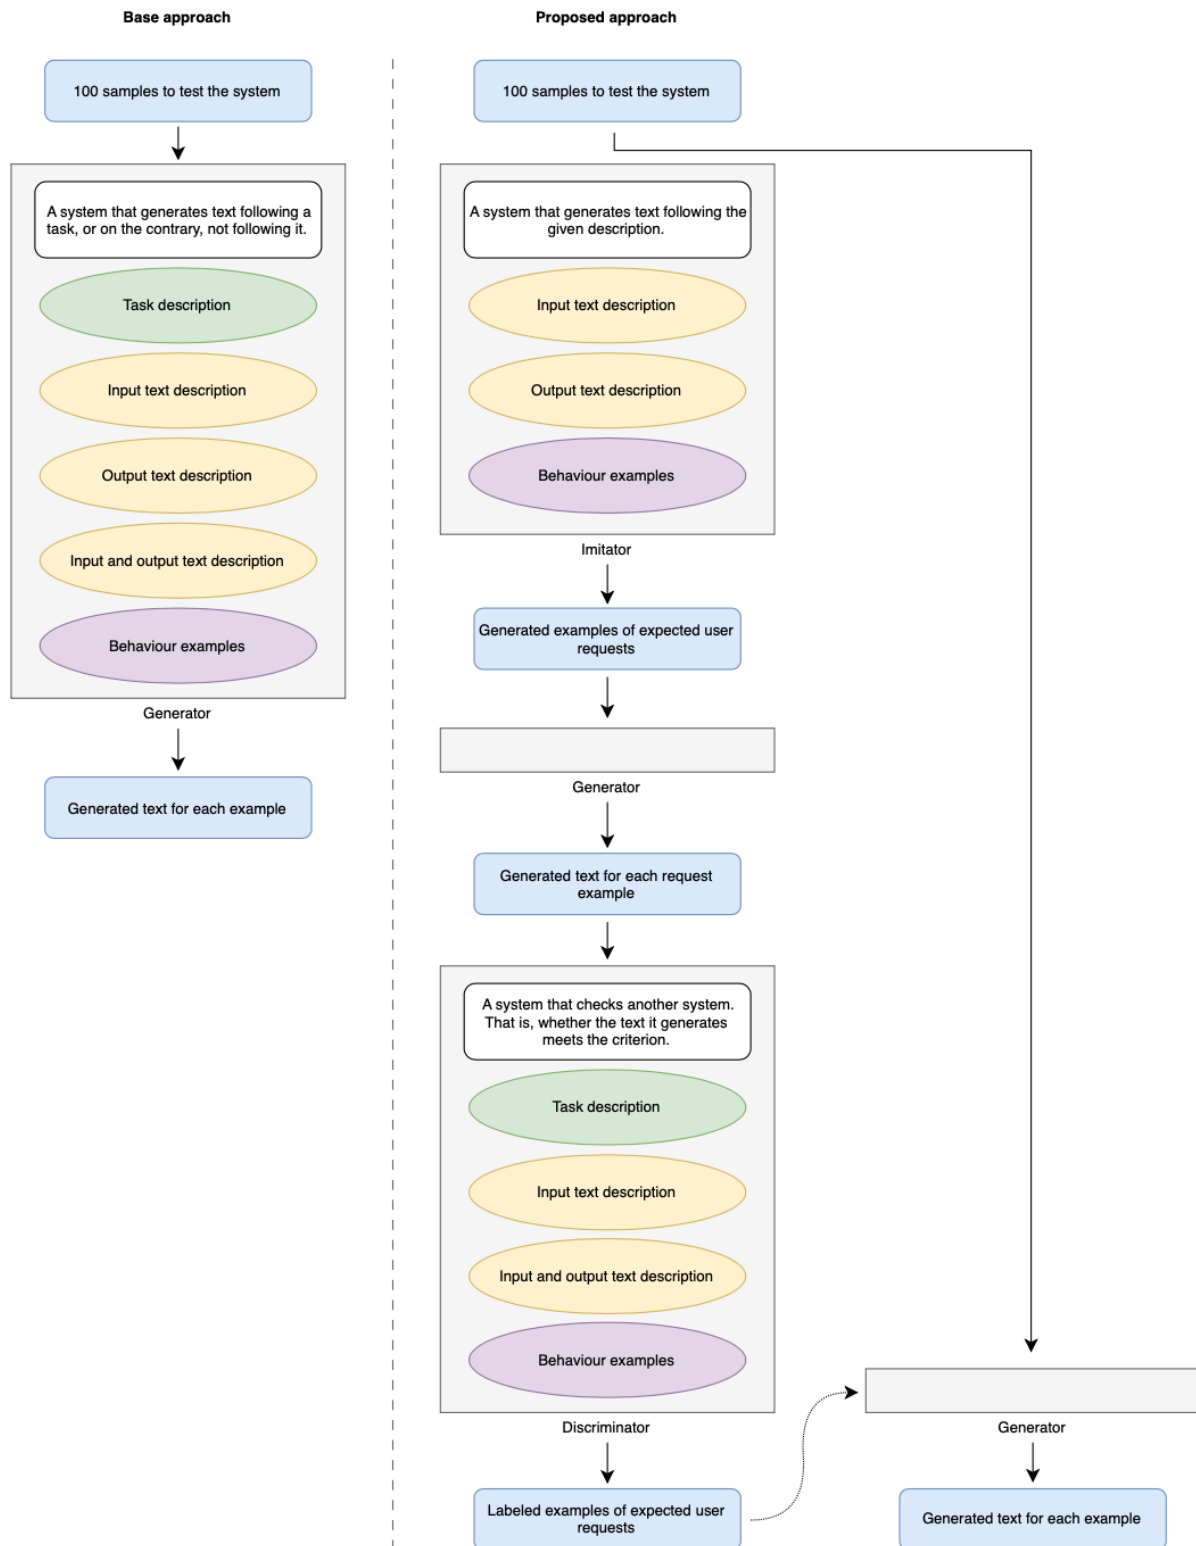 Base approach
100 samples to test the system
A system that generates text following a
task, or on the contrary, not following it.
Task description
Input text description
Output text description
Input and output text description
Behaviour examples
Generator
Generated text for each example
Proposed approach
100 samples to test the system
A system that generates text following the
given description.
Input text description
Output text description
Behaviour examples
Imitator
Generated examples of expected user
requests
Generator
Generated text for each request
example
A system that checks another system.
That is, whether the text it generates
meets the criterion.
Task description
Input text description
Input and output text description
Behaviour examples
Discriminator
Labeled examples of expected user
requests
Generator
Generated text for each example